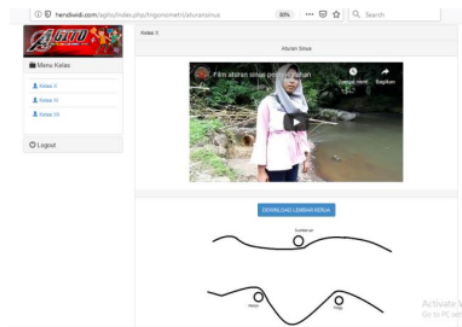 hendiwidi.com/agito/index.php/trigonometri/aturansinus
80%
Search
AGITO
Kelas X
Menu Kelas
Aturan Sinus
Kelas X
Kelas XI
Kelas XII
Logout
Film aturan sinus
Bagikan
DOWNLOAD LEMBAR KERJA
Activate
Go to PC